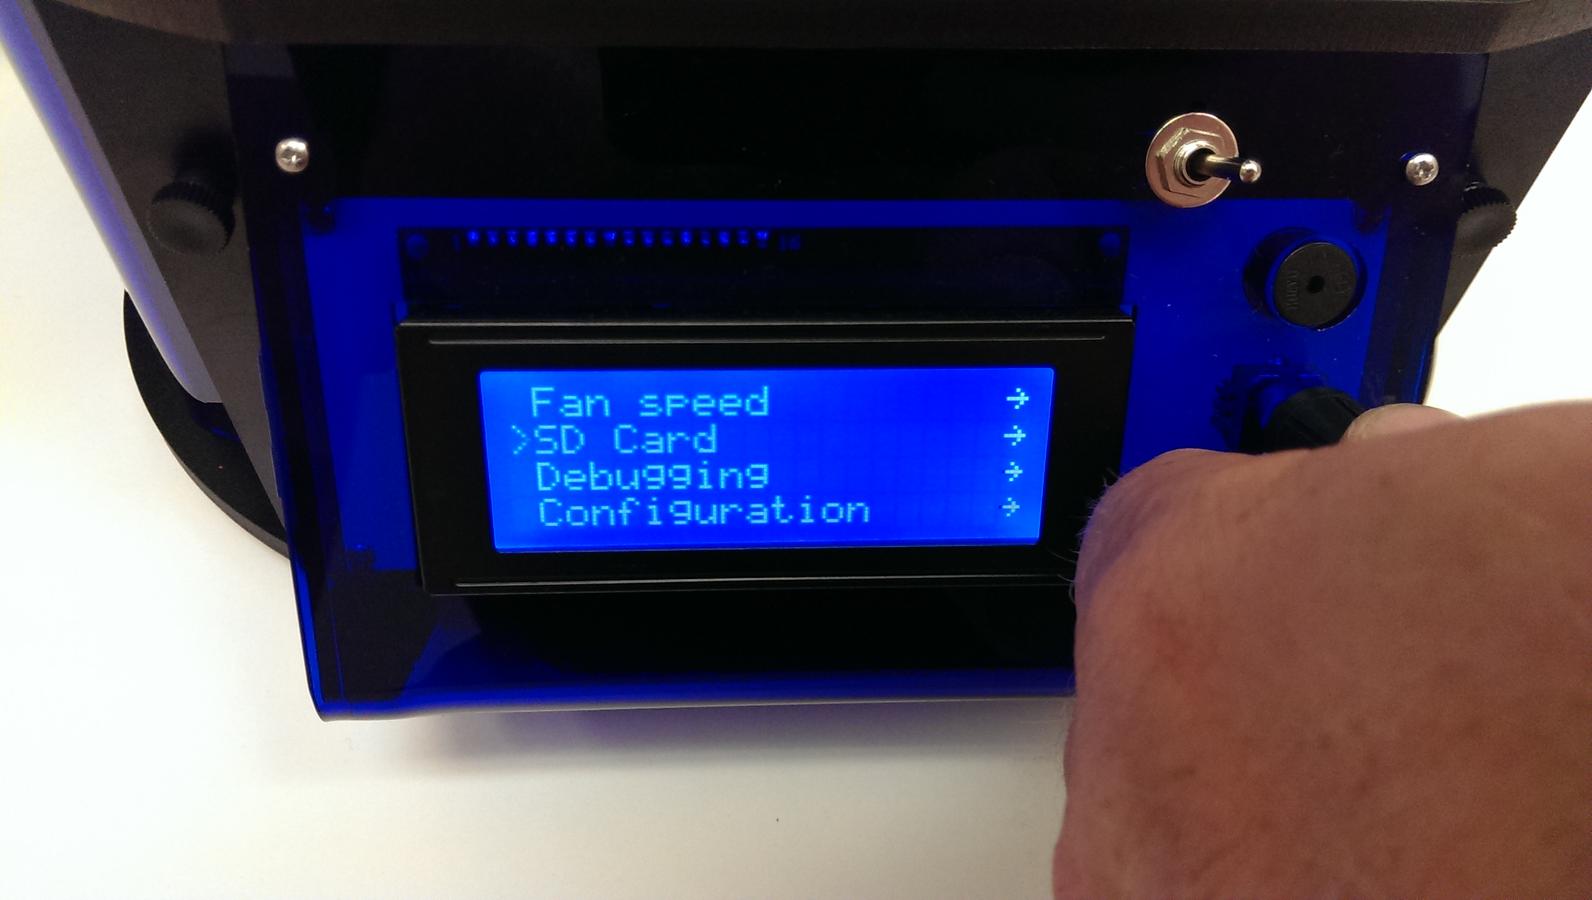 Fan speed →
>SD Card →
Debugging →
Configuration →